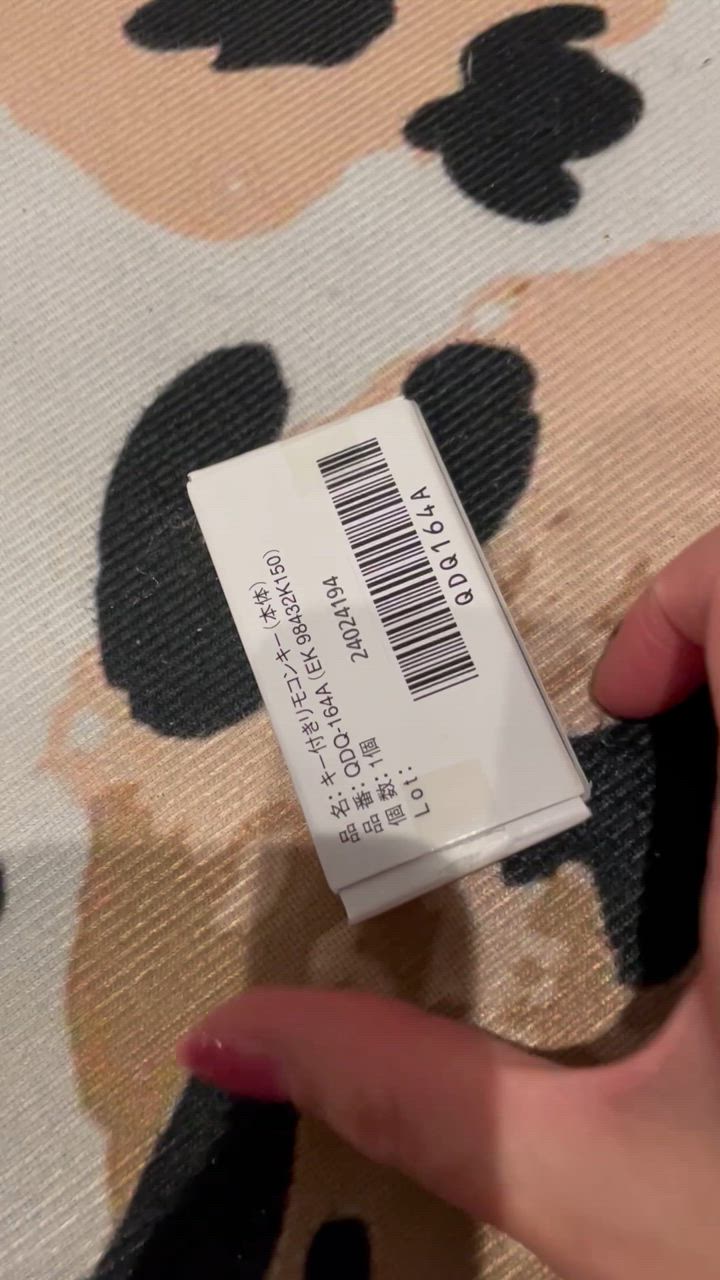 品　名：キー付きリモコンキー（本体）
品　番：QDQ-164A（EK 98432K150）
個　数：1個
Lot：
24024194
QDQ164A